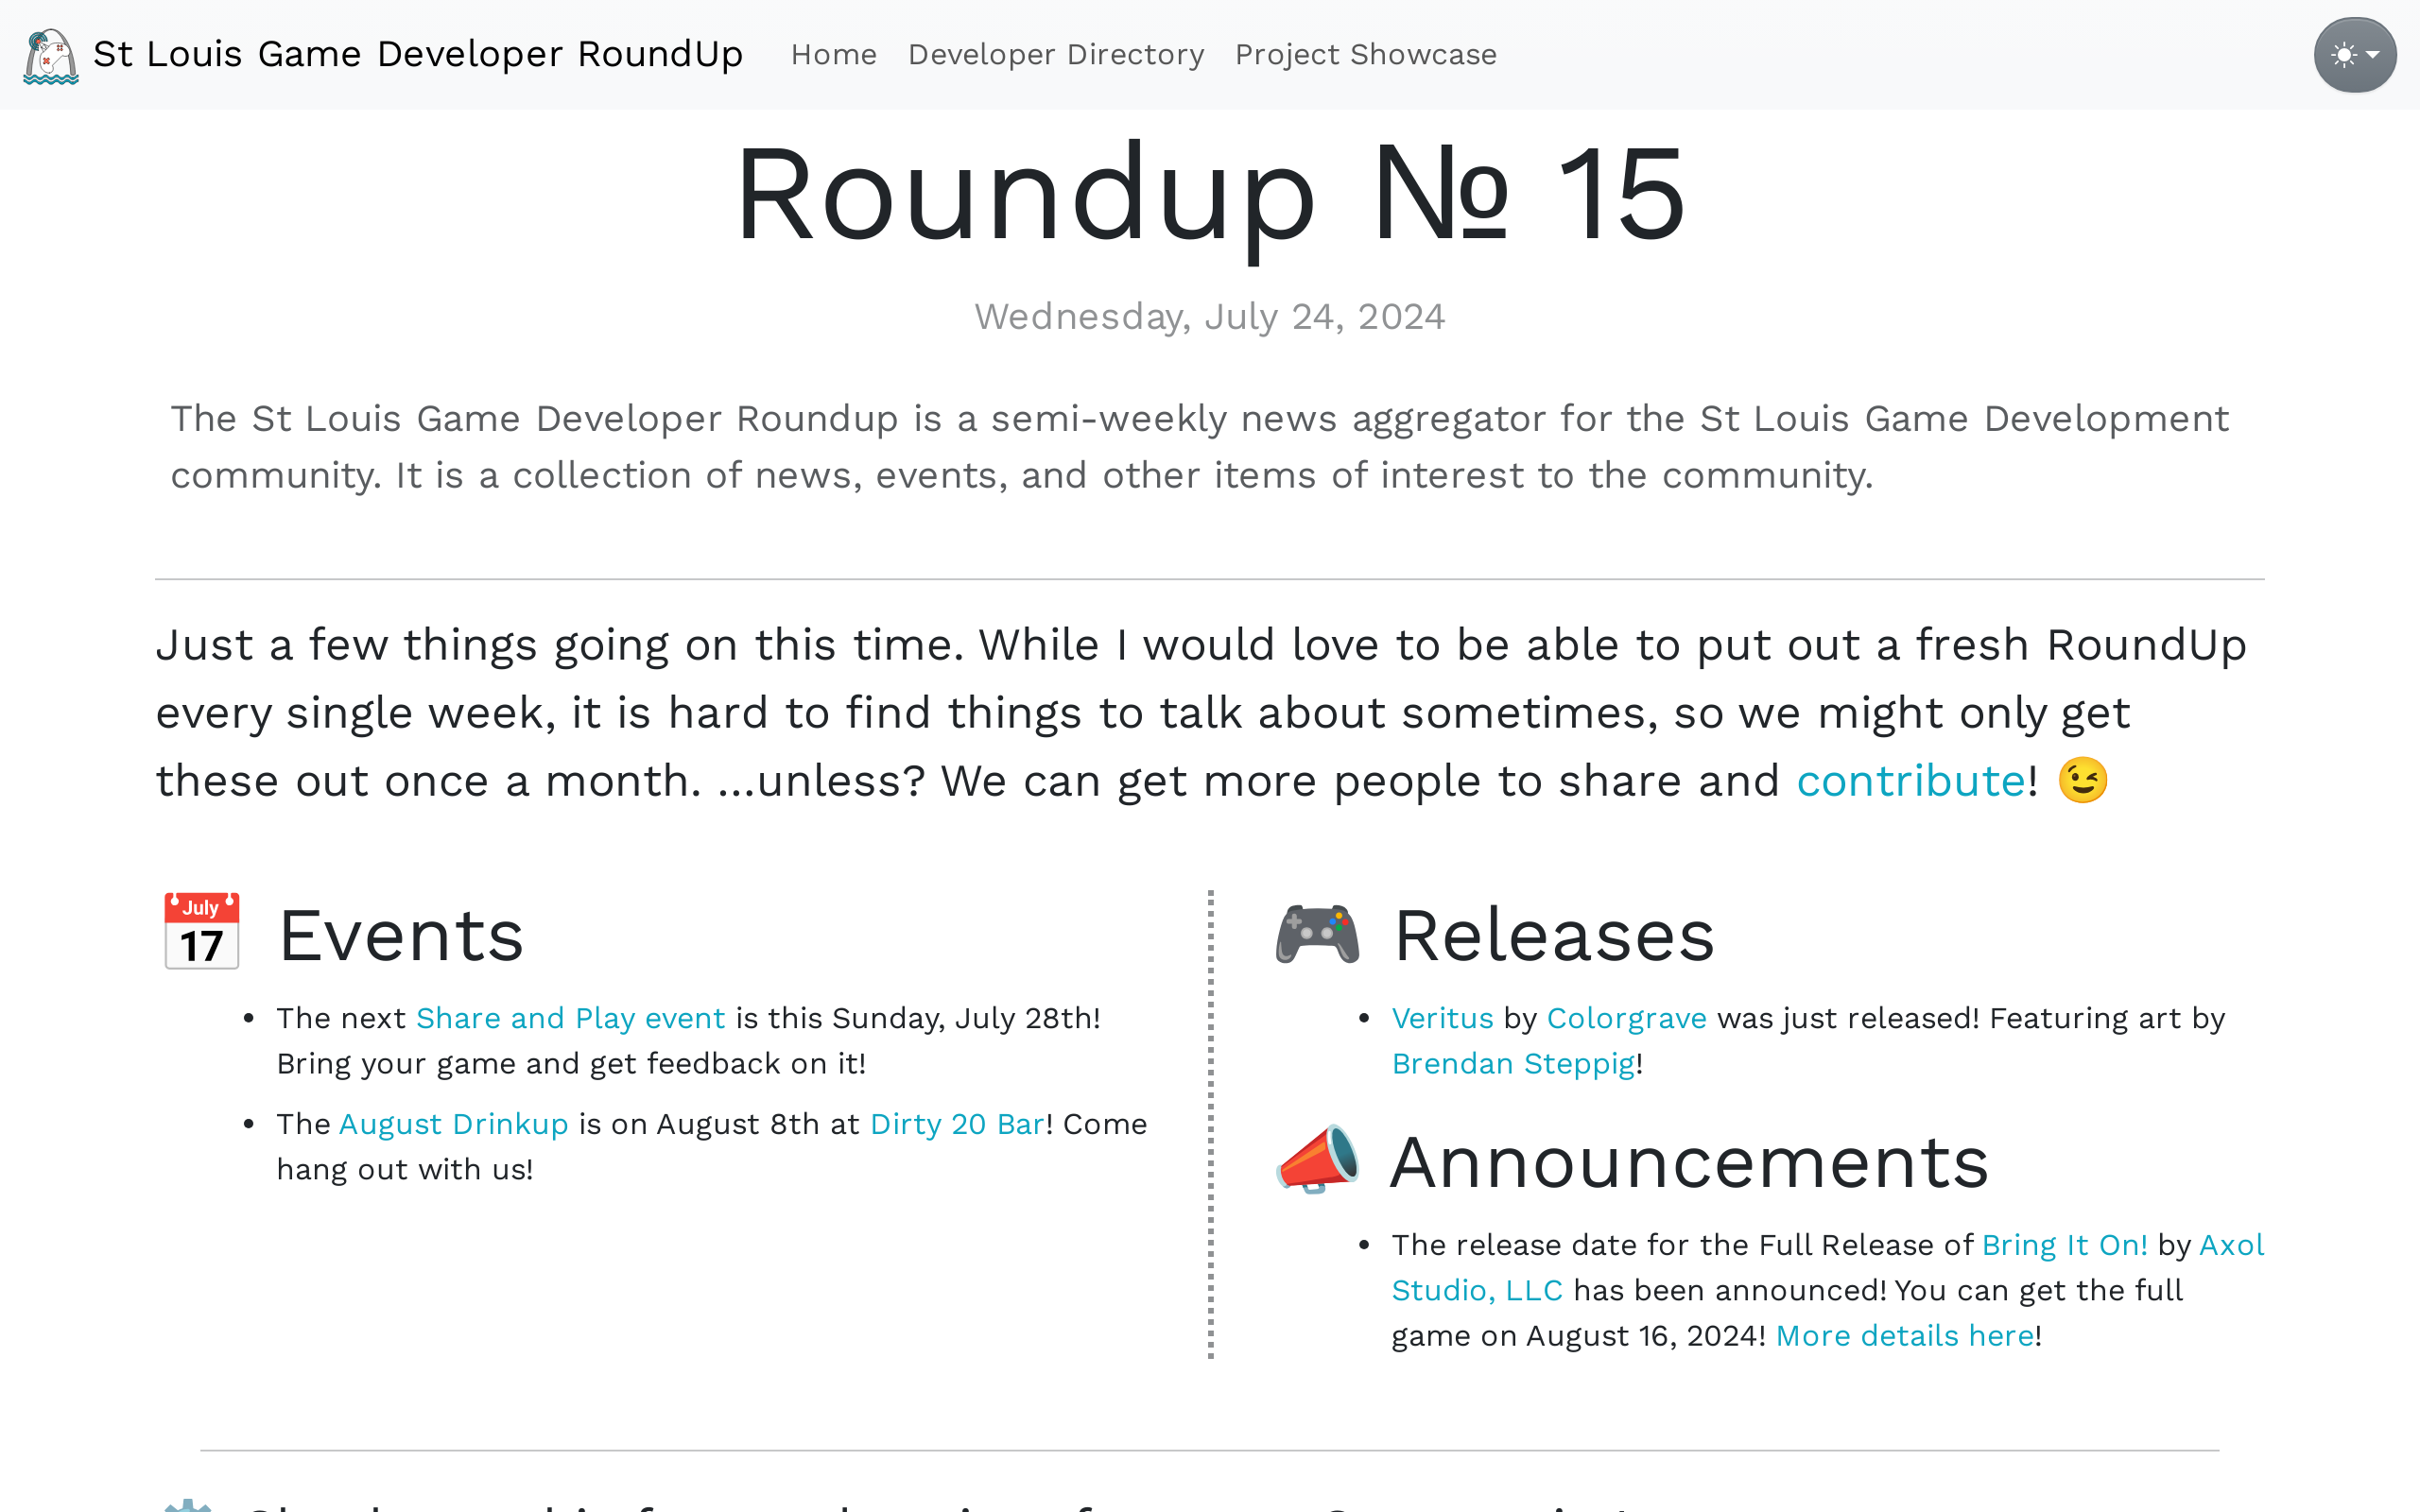 St Louis Game Developer RoundUp Home Developer Directory Project Showcase
Roundup № 15
Wednesday, July 24, 2024
The St Louis Game Developer Roundup is a semi-weekly news aggregator for the St Louis Game Development
community. It is a collection of news, events, and other items of interest to the community.
Just a few things going on this time. While I would love to be able to put out a fresh RoundUp
every single week, it is hard to find things to talk about sometimes, so we might only get
these out once a month. ...unless? We can get more people to share and contribute! 😉
July
17
Events
• The next Share and Play event is this Sunday, July 28th!
Bring your game and get feedback on it!
• The August Drinkup is on August 8th at Dirty 20 Bar! Come
hang out with us!
Releases
• Veritus by Colorgrave was just released! Featuring art by
Brendan Steppig!
Announcements
• The release date for the Full Release of Bring It On! by Axol
Studio, LLC has been announced! You can get the full
game on August 16, 2024! More details here!